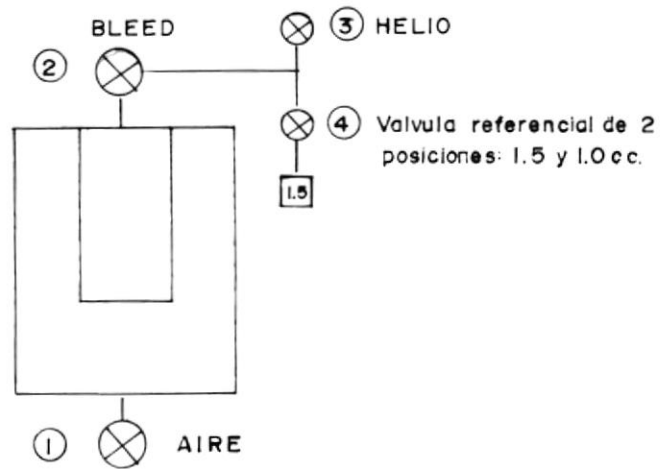 BLEED
② 
③ HELIO
④ Valvula referencial de 2
posiciones: 1.5 y 1.0 cc.
1.5
① AIRE